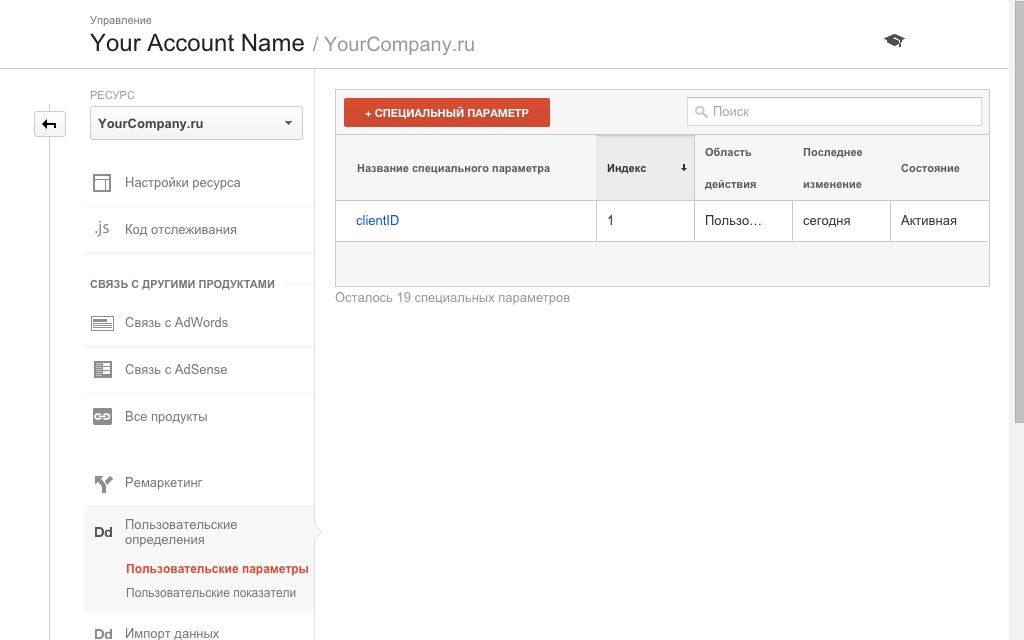 Управление
Your Account Name / YourCompany.ru
РЕСУРС
YourCompany.ru
Настройки ресурса
.js Код отслеживания
СВЯЗЬ С ДРУГИМИ ПРОДУКТАМИ
Связь с AdWords
Связь с AdSense
Все продукты
Ремаркетинг
Dd Пользовательские
определения
Пользовательские параметры
Пользовательские показатели
Dd Импорт данных
+ СПЕЦИАЛЬНЫЙ ПАРАМЕТР
Поиск
Название специального параметра
Индекс
Область
действия
Последнее
изменение
Состояние
clientID 1 Пользо... сегодня Активная
Осталось 19 специальных параметров